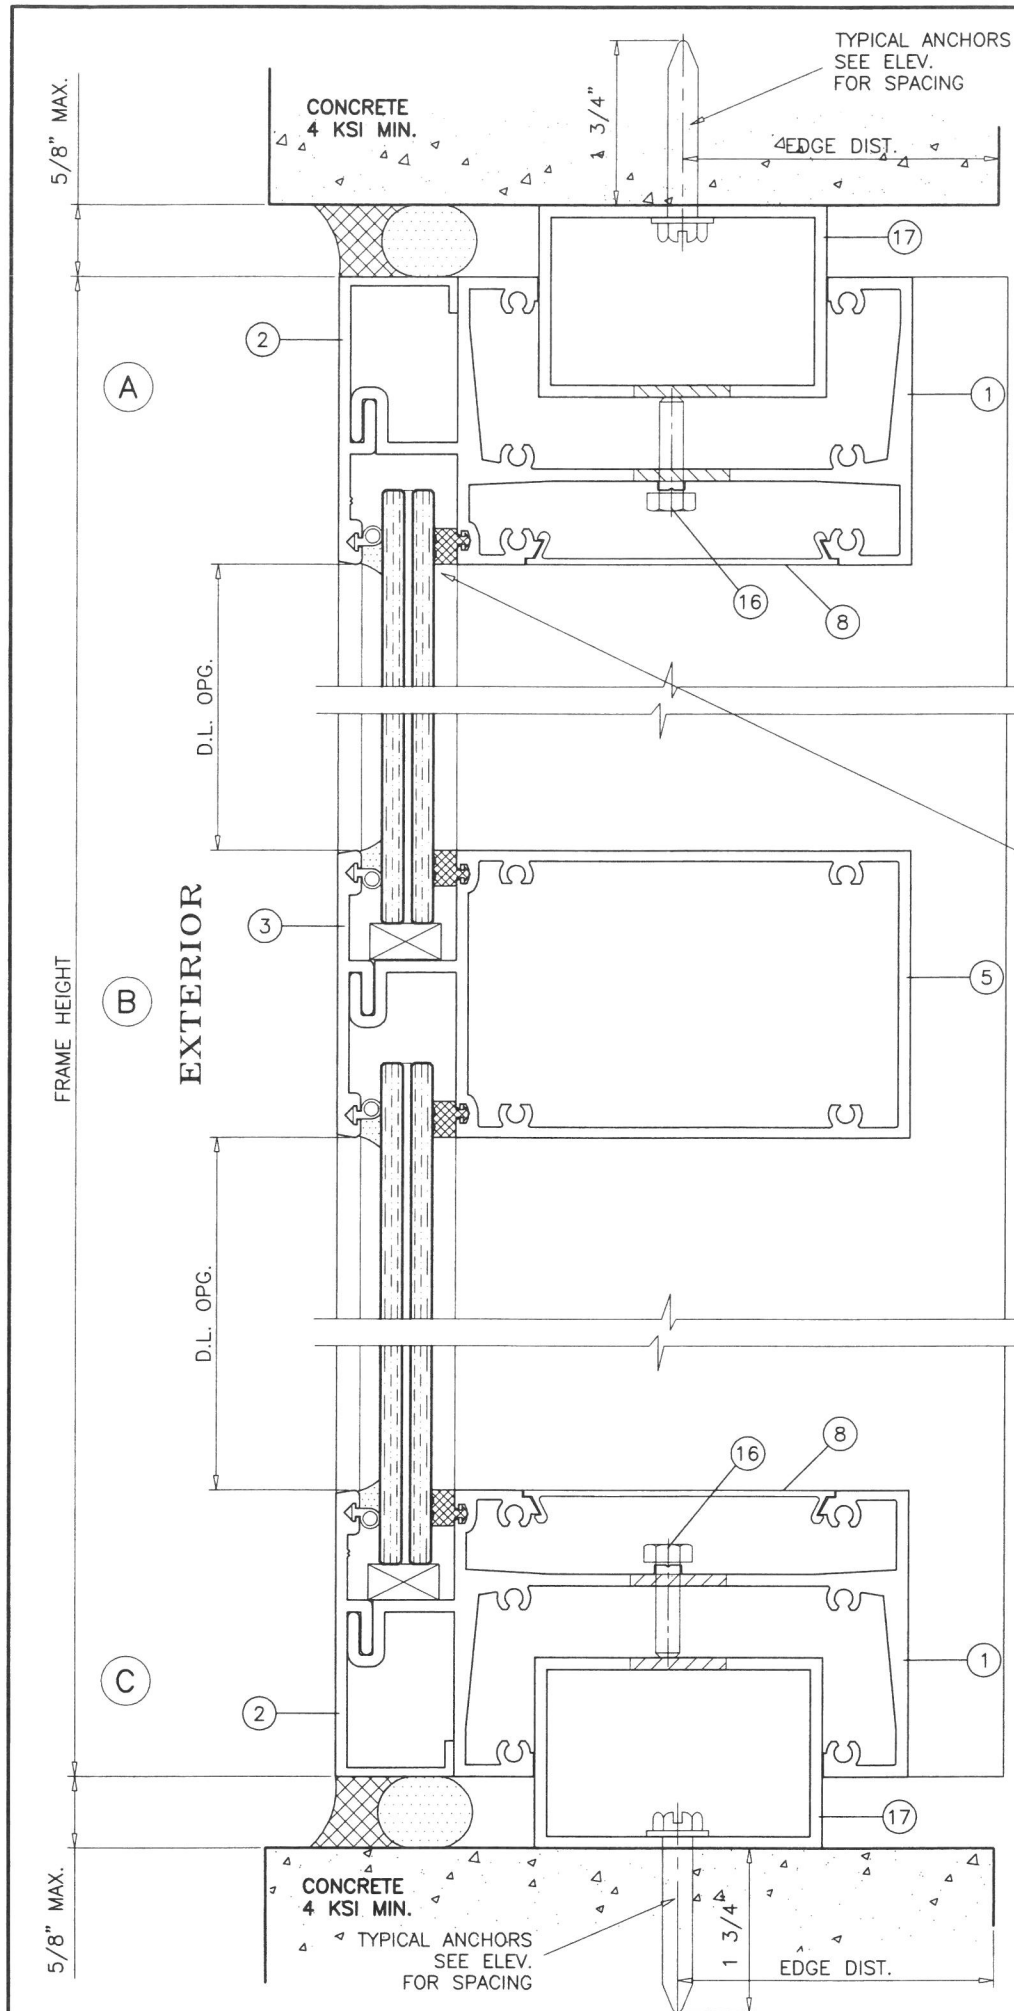 TYPICAL ANCHORS
SEE ELEV.
FOR SPACING
5/8" MAX.
CONCRETE
4 KSI MIN.
1 3/4"
EDGE DIST.
17
2
A
1
16
8
D.L. OPG.
3
EXTERIOR
B
5
FRAME HEIGHT
D.L. OPG.
8
16
C
1
2
17
5/8" MAX.
CONCRETE
4 KSI MIN.
TYPICAL ANCHORS
SEE ELEV.
FOR SPACING
1 3/4"
EDGE DIST.